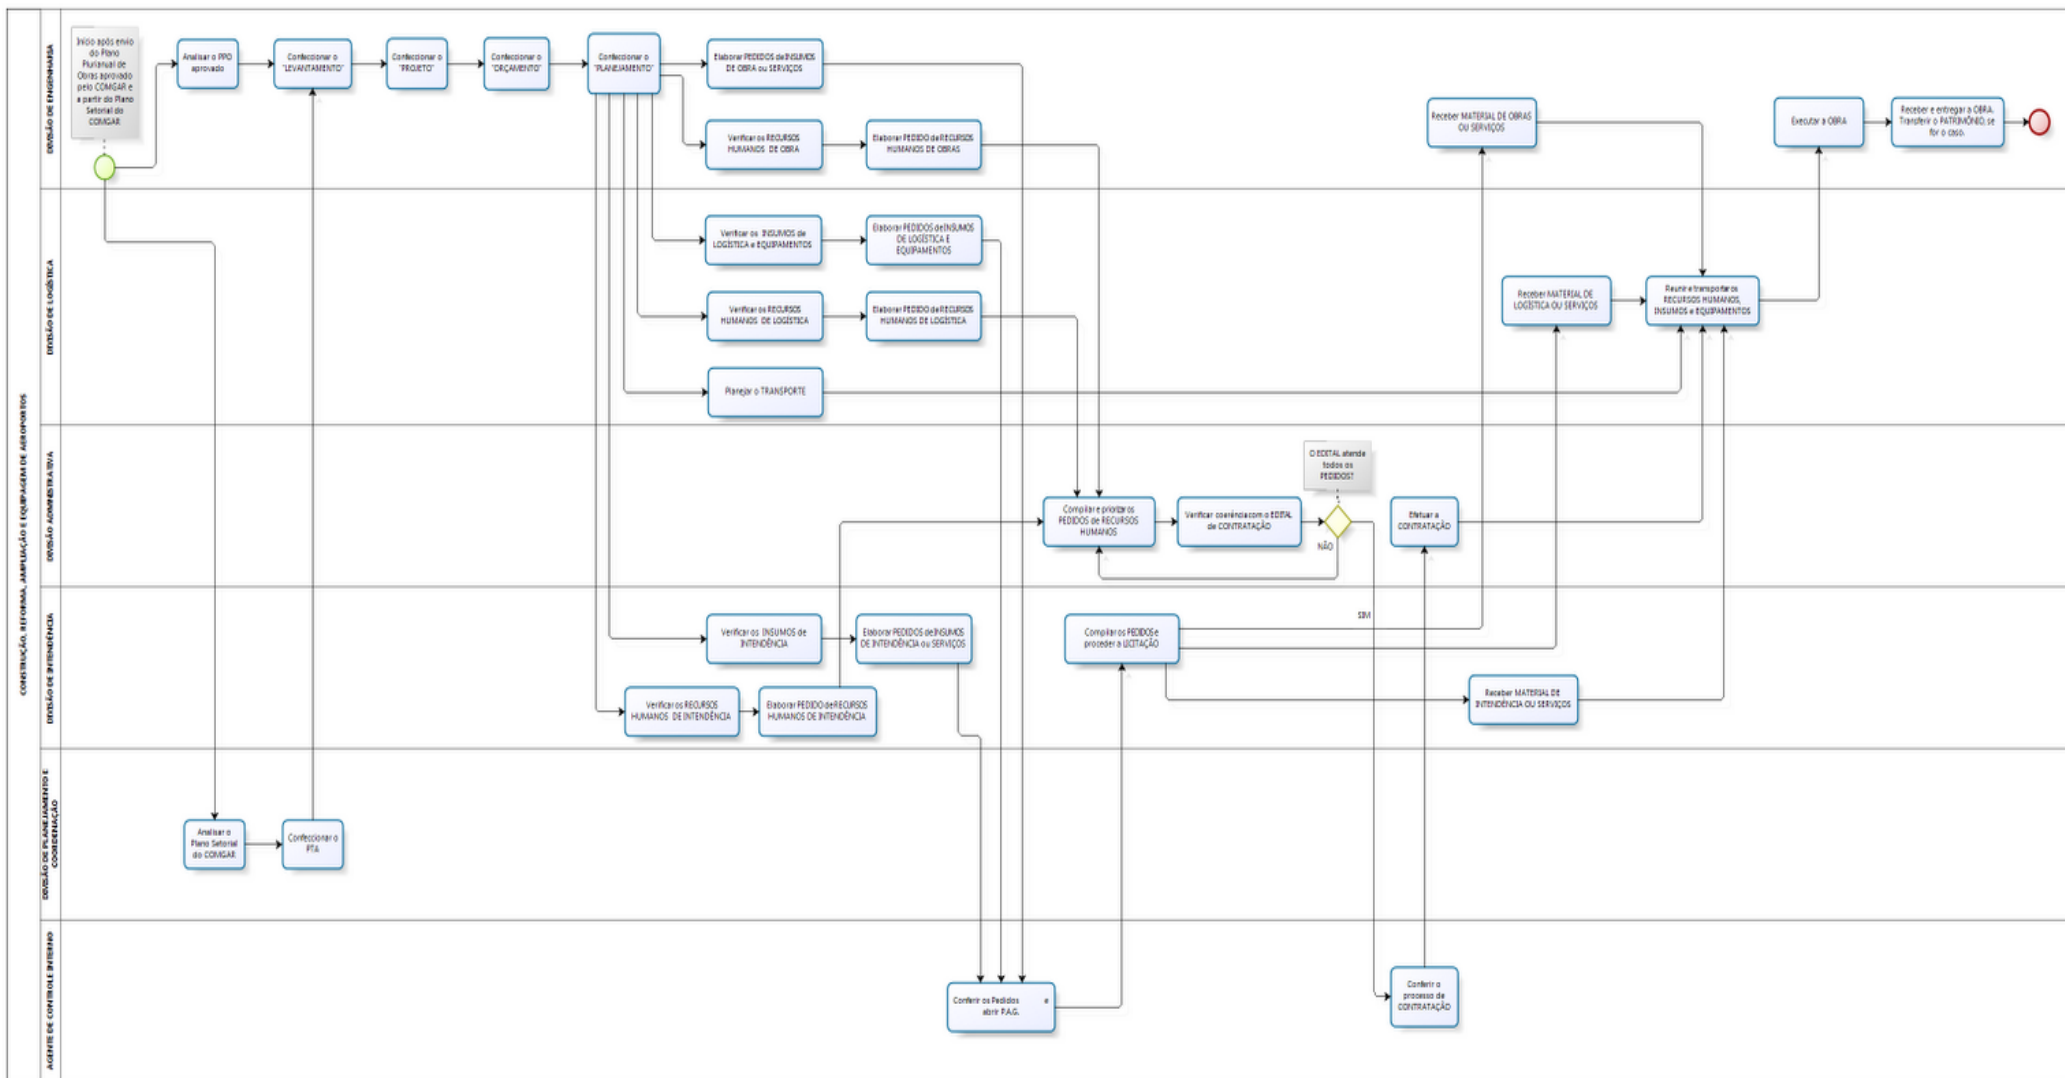 CONSTRUÇÃO, REFORMA, AMPLIAÇÃO E EQUIPAGEM DE AEROPORTOS
DIVISÃO DE ENGENHARIA
Início após envio
do Plano
Plurianual de
Obras aprovado
pelo COMGAR e
a partir do Plano
Setorial do
COMGAR
Analisar o PPO
aprovado
Confeccionar o
"LEVANTAMENTO"
Confeccionar o
"PROJETO"
Confeccionar o
"ORÇAMENTO"
Confeccionar o
"PLANEJAMENTO"
Elaborar PEDIDOS de INSUMOS
DE OBRA ou SERVIÇOS
Verificar os RECURSOS
HUMANOS DE OBRA
Elaborar PEDIDO de RECURSOS
HUMANOS DE OBRAS
Receber MATERIAL DE OBRAS
OU SERVIÇOS
Executar a OBRA
Receber e entregar a OBRA.
Transferir o PATRIMÔNIO, se
for o caso.
DIVISÃO DE LOGÍSTICA
Verificar os INSUMOS de
LOGÍSTICA e EQUIPAMENTOS
Elaborar PEDIDOS de INSUMOS
DE LOGÍSTICA E
EQUIPAMENTOS
Verificar os RECURSOS
HUMANOS DE LOGÍSTICA
Elaborar PEDIDO de RECURSOS
HUMANOS DE LOGÍSTICA
Planejar o TRANSPORTE
Receber MATERIAL DE
LOGÍSTICA OU SERVIÇOS
Reunir e transportar os
RECURSOS HUMANOS,
INSUMOS e EQUIPAMENTOS
DIVISÃO ADMINISTRATIVA
Compilar e priorizar os
PEDIDOS de RECURSOS
HUMANOS
Verificar coerência com o EDITAL
de CONTRATAÇÃO
O EDITAL atende
todos os
PEDIDOS?
NÃO
Efetuar a
CONTRATAÇÃO
DIVISÃO DE INTENDÊNCIA
Verificar os INSUMOS de
INTENDÊNCIA
Elaborar PEDIDOS de INSUMOS
DE INTENDÊNCIA ou SERVIÇOS
Verificar os RECURSOS
HUMANOS DE INTENDÊNCIA
Elaborar PEDIDO de RECURSOS
HUMANOS DE INTENDÊNCIA
Compilar os PEDIDOS e
proceder a LICITAÇÃO
SIM
Receber MATERIAL DE
INTENDÊNCIA OU SERVIÇOS
DIVISÃO DE PLANEJAMENTO E
COORDENAÇÃO
Analisar o
Plano Setorial
do COMGAR
Confeccionar o
PTA
AGENTE DE CONTROLE INTERNO
Conferir os Pedidos e
abrir P.A.G.
Conferir o
processo de
CONTRATAÇÃO